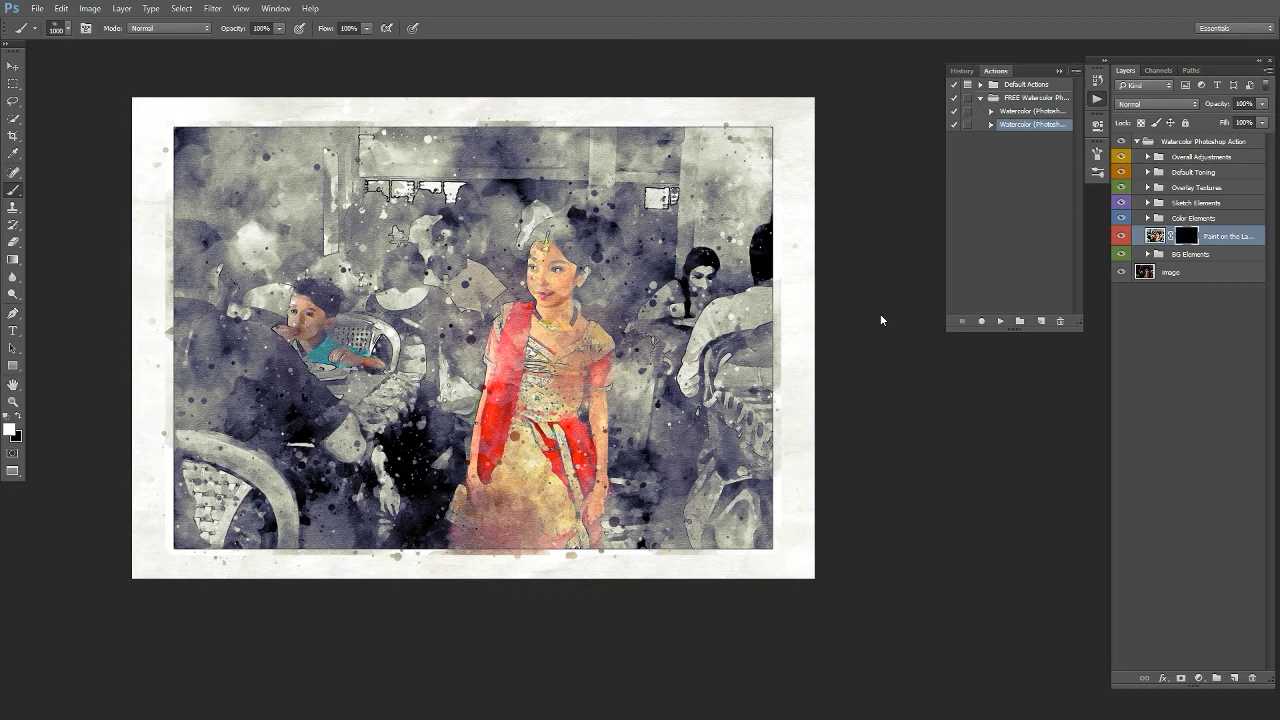 Ps File Edit Image Layer Type Select Filter View Window Help
1000 Mode: Normal Opacity: 100% Flow: 100% Essentials
History Actions
Default Actions
FREE Watercolor Ph...
Watercolor (Photosh...
Watercolor (Photosh...
Layers Channels Paths
Kind
Normal Opacity: 100%
Lock: Fill: 100%
Watercolor Photoshop Action
Overall Adjustments
Default Toning
Overlay Textures
Sketch Elements
Color Elements
Paint on the La...
BG Elements
Image